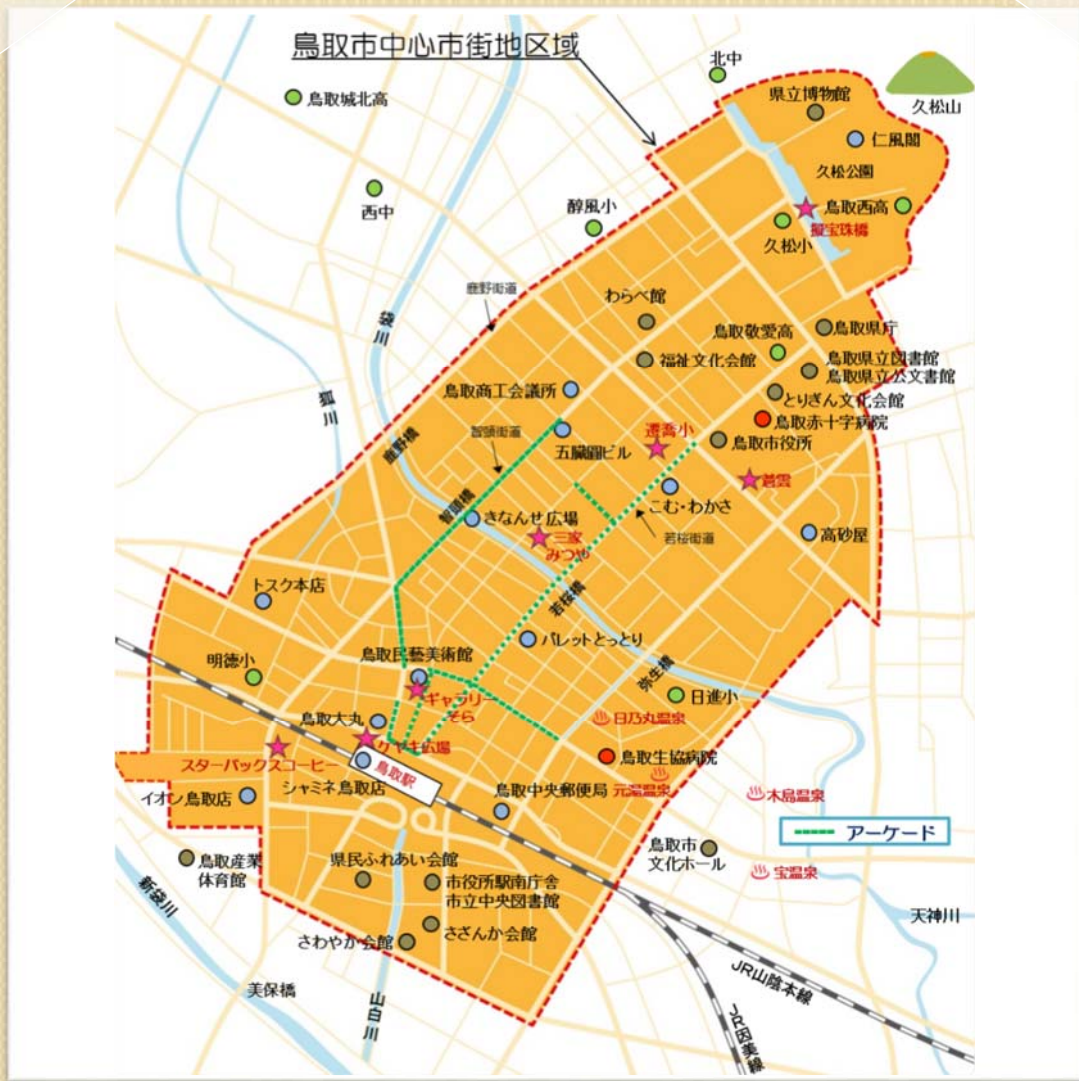 鳥取市中心市街地区域
北中
久松山
県立博物館
鳥取城北高
仁風閣
久松公園
西中
醇風小
鳥取西高
擬宝珠橋
久松小
鹿野街道
わらべ館
袋川
鳥取敬愛高
鳥取県庁
福祉文化会館
鳥取県立図書館
鳥取県立公文書館
鳥取商工会議所
とりぎん文化会館
狐川
鳥取赤十字病院
智頭街道
鹿野橋
五臓圓ビル
遷喬小
鳥取市役所
蒼雲
智頭橋
きなんせ広場
こむ・わかさ
三家
みつや
若桜街道
高砂屋
トスク本店
若桜橋
パレットとっとり
鳥取民藝美術館
明徳小
弥生橋
日進小
ギャラリー
そら
日乃丸温泉
鳥取大丸
ケヤキ広場
スターバックスコーヒー
鳥取生協病院
鳥取駅
シャミネ鳥取店
鳥取中央郵便局
元湯温泉
イオン鳥取店
木島温泉
アーケード
鳥取市
文化ホール
鳥取産業
体育館
県民ふれあい会館
宝温泉
市役所駅南庁舎
市立中央図書館
新袋川
天神川
さざんか会館
さわやか会館
美保橋
山白川
JR山陰本線
JR因美線